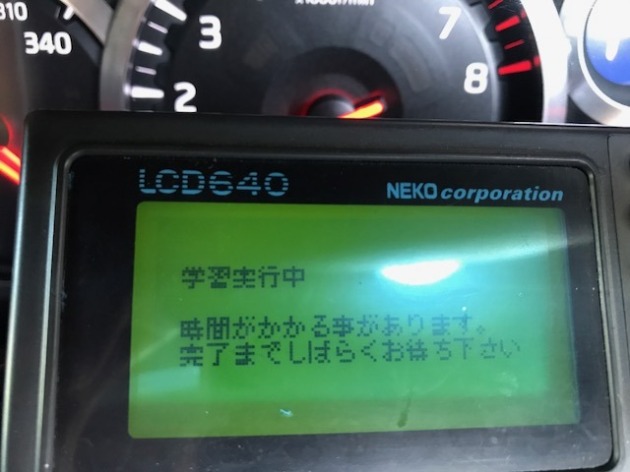 310
340
3
2
7
8
LCD640
NEKO corporation
学習実行中
時間がかかる事があります。
完了までしばらくお待ち下さい